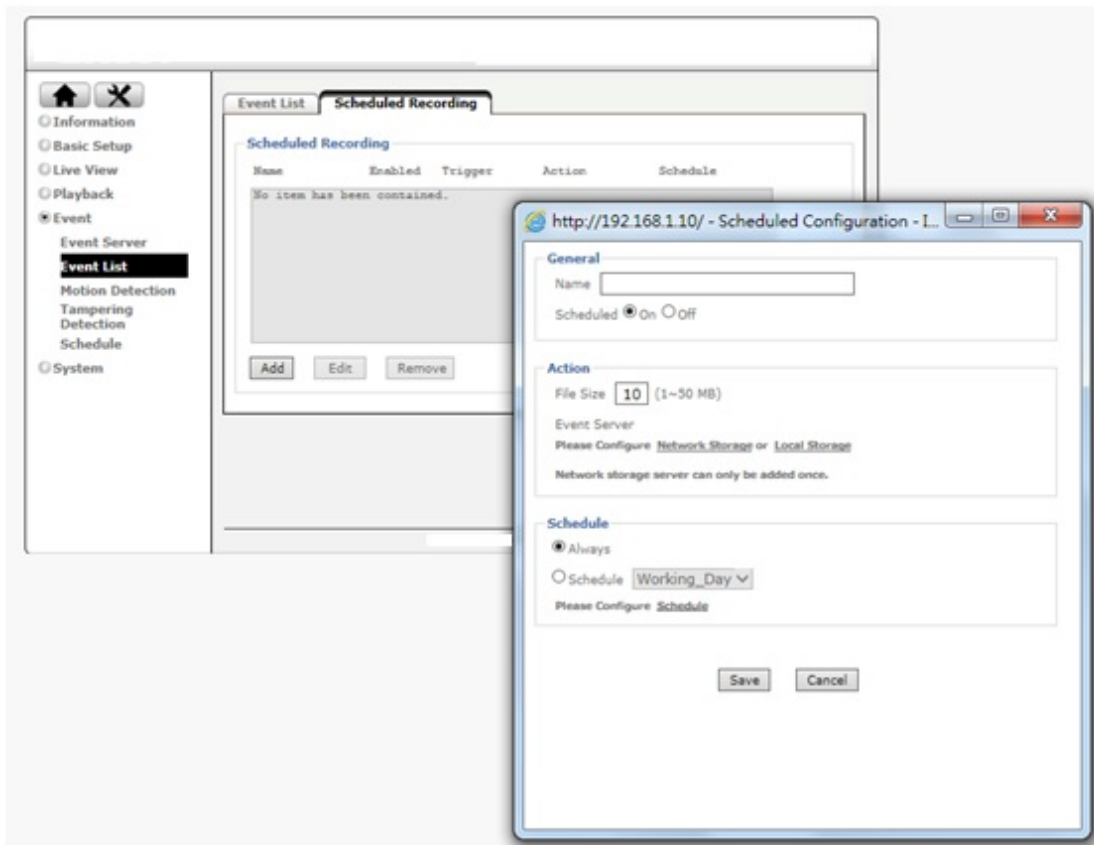 Information
Basic Setup
Live View
Playback
Event
Event Server
Event List
Motion Detection
Tampering
Detection
Schedule
System
Event List
Scheduled Recording
Scheduled Recording
Name Enabled Trigger Action Schedule
No item has been contained.
Add Edit Remove
http://192.168.1.10/ - Scheduled Configuration - I...
General
Name
Scheduled On Off
Action
File Size 10 (1~50 MB)
Event Server
Please Configure Network Storage or Local Storage
Network storage server can only be added once.
Schedule
Always
Schedule Working_Day
Please Configure Schedule
Save Cancel